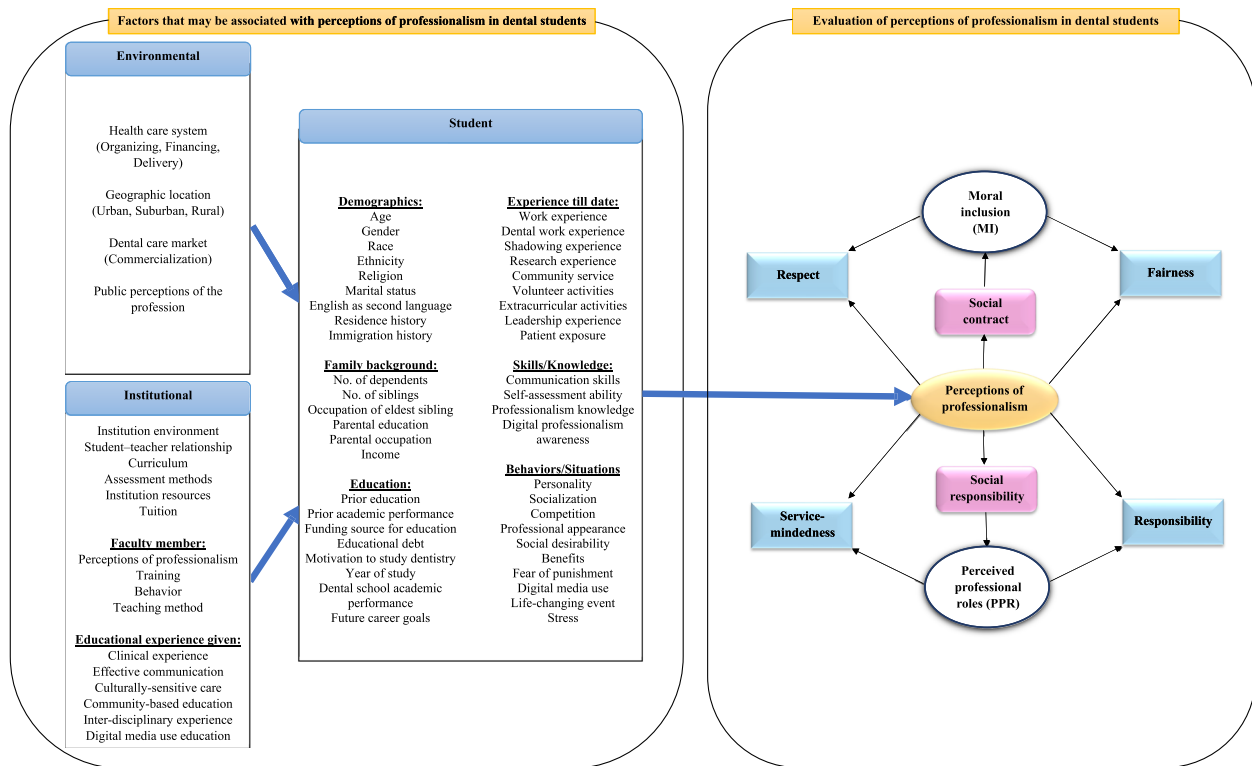 Factors that may be associated with perceptions of professionalism in dental students
Environmental
Health care system
(Organizing, Financing,
Delivery)
Geographic location
(Urban, Suburban, Rural)
Dental care market
(Commercialization)
Public perceptions of the
profession
Institutional
Institution environment
Student–teacher relationship
Curriculum
Assessment methods
Institution resources
Tuition
Faculty member:
Perceptions of professionalism
Training
Behavior
Teaching method
Educational experience given:
Clinical experience
Effective communication
Culturally-sensitive care
Community-based education
Inter-disciplinary experience
Digital media use education
Student
Demographics:
Age
Gender
Race
Ethnicity
Religion
Marital status
English as second language
Residence history
Immigration history
Family background:
No. of dependents
No. of siblings
Occupation of eldest sibling
Parental education
Parental occupation
Income
Education:
Prior education
Prior academic performance
Funding source for education
Educational debt
Motivation to study dentistry
Year of study
Dental school academic
performance
Future career goals
Experience till date:
Work experience
Dental work experience
Shadowing experience
Research experience
Community service
Volunteer activities
Extracurricular activities
Leadership experience
Patient exposure
Skills/Knowledge:
Communication skills
Self-assessment ability
Professionalism knowledge
Digital professionalism
awareness
Behaviors/Situations
Personality
Socialization
Competition
Professional appearance
Social desirability
Benefits
Fear of punishment
Digital media use
Life-changing event
Stress
Evaluation of perceptions of professionalism in dental students
Moral
inclusion
(MI)
Respect
Fairness
Social
contract
Perceptions of
professionalism
Social
responsibility
Service-
mindedness
Responsibility
Perceived
professional
roles (PPR)